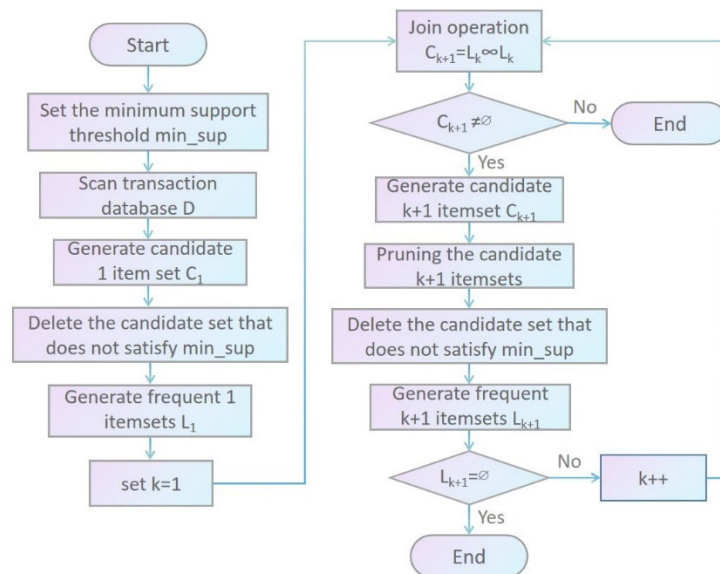 Start
Set the minimum support
threshold min_sup
Scan transaction
database D
Generate candidate
1 item set C₁
Delete the candidate set that
does not satisfy min_sup
Generate frequent 1
itemsets L₁
set k=1
Join operation
Cₖ₊₁=Lₖ∞Lₖ
Cₖ₊₁≠∅
No
End
Yes
Generate candidate
k+1 itemset Cₖ₊₁
Pruning the candidate
k+1 itemsets
Delete the candidate set that
does not satisfy min_sup
Generate frequent
k+1 itemsets Lₖ₊₁
Lₖ₊₁=∅
No
k++
Yes
End